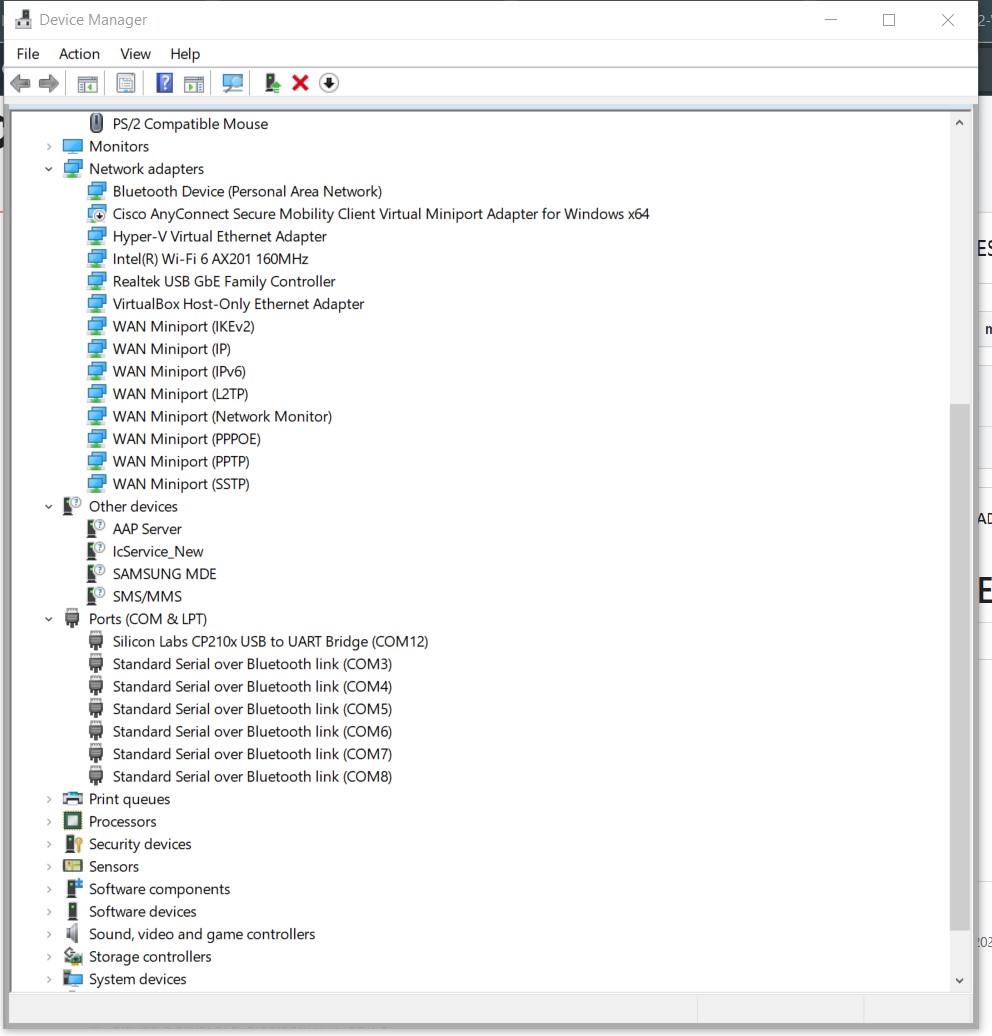 Device Manager
File Action View Help
PS/2 Compatible Mouse
Monitors
Network adapters
Bluetooth Device (Personal Area Network)
Cisco AnyConnect Secure Mobility Client Virtual Miniport Adapter for Windows x64
Hyper-V Virtual Ethernet Adapter
Intel(R) Wi-Fi 6 AX201 160MHz
Realtek USB GbE Family Controller
VirtualBox Host-Only Ethernet Adapter
WAN Miniport (IKEv2)
WAN Miniport (IP)
WAN Miniport (IPv6)
WAN Miniport (L2TP)
WAN Miniport (Network Monitor)
WAN Miniport (PPPOE)
WAN Miniport (PPTP)
WAN Miniport (SSTP)
Other devices
AAP Server
IcService_New
SAMSUNG MDE
SMS/MMS
Ports (COM & LPT)
Silicon Labs CP210x USB to UART Bridge (COM12)
Standard Serial over Bluetooth link (COM3)
Standard Serial over Bluetooth link (COM4)
Standard Serial over Bluetooth link (COM5)
Standard Serial over Bluetooth link (COM6)
Standard Serial over Bluetooth link (COM7)
Standard Serial over Bluetooth link (COM8)
Print queues
Processors
Security devices
Sensors
Software components
Software devices
Sound, video and game controllers
Storage controllers
System devices